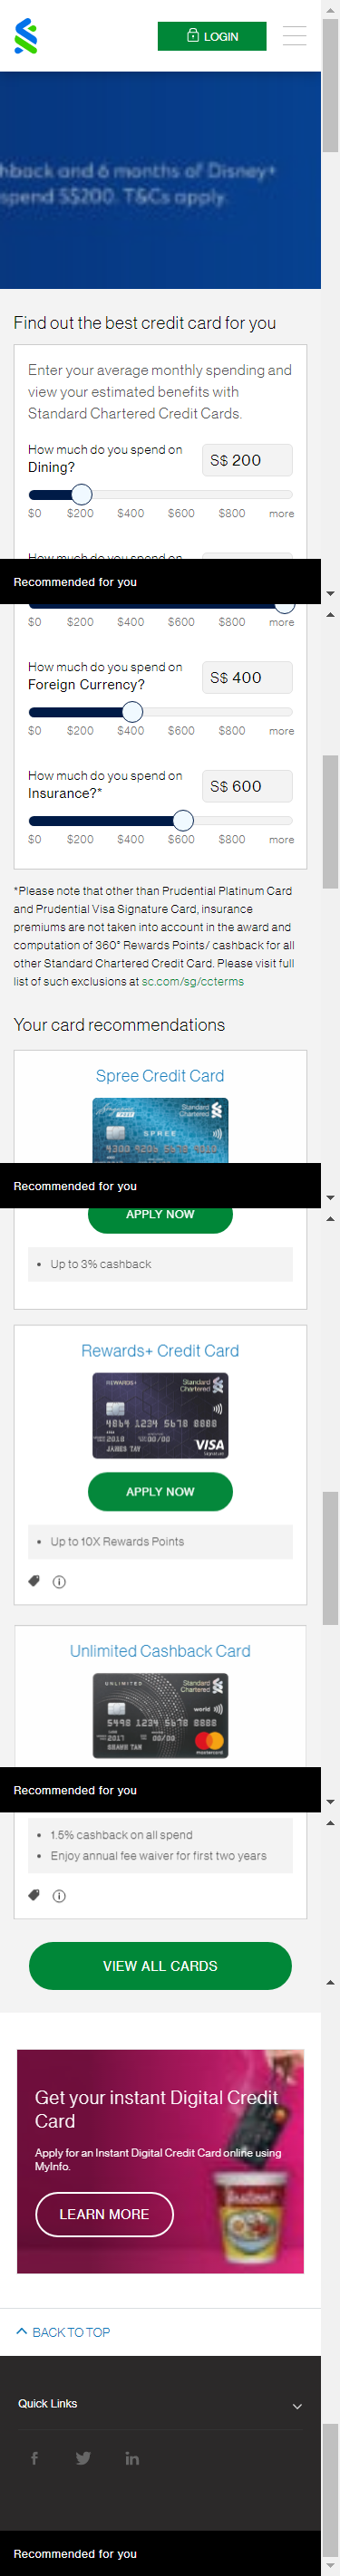 LOGIN
hback and 6 months of Disney+
spend S$200. T&Cs apply.
Find out the best credit card for you
Enter your average monthly spending and
view your estimated benefits with
Standard Chartered Credit Cards.
How much do you spend on
Dining?
S$ 200
$0 $200 $400 $600 $800 more
How much do you spend on
Recommended for you
$0 $200 $400 $600 $800 more
How much do you spend on
Foreign Currency?
S$ 400
$0 $200 $400 $600 $800 more
How much do you spend on
Insurance?*
S$ 600
$0 $200 $400 $600 $800 more
*Please note that other than Prudential Platinum Card
and Prudential Visa Signature Card, insurance
premiums are not taken into account in the award and
computation of 360° Rewards Points/ cashback for all
other Standard Chartered Credit Card. Please visit full
list of such exclusions at sc.com/sg/ccterms
Your card recommendations
Spree Credit Card
Standard
Chartered
SPREE
Recommended for you
APPLY NOW
Up to 3% cashback
Rewards+ Credit Card
REWARDS+
Standard
Chartered
4864 1234 5678 8888
2018 00/00
JAMES TAY
VISA
Signature
APPLY NOW
Up to 10X Rewards Points
Unlimited Cashback Card
UNLIMITED
Standard
Chartered
world
5498 1234 5678 8888
2017 00/00
SHAWN TAN
mastercard
Recommended for you
1.5% cashback on all spend
Enjoy annual fee waiver for first two years
VIEW ALL CARDS
Get your instant Digital Credit
Card
Apply for an Instant Digital Credit Card online using
MyInfo.
LEARN MORE
BACK TO TOP
Quick Links
Recommended for you